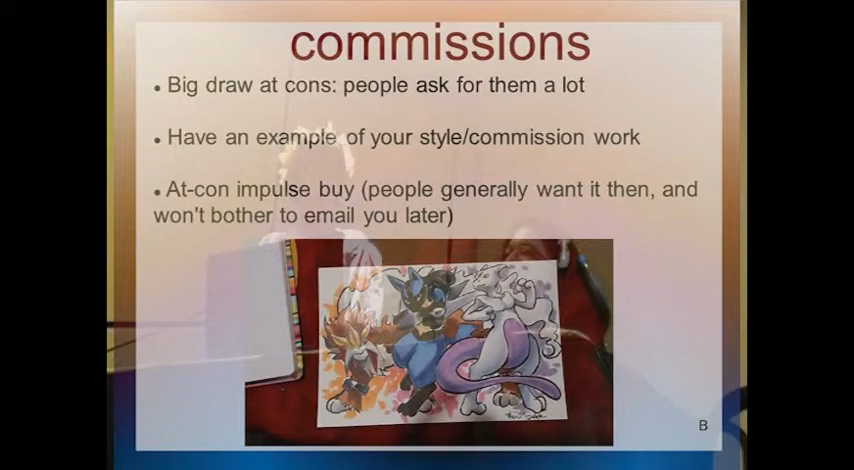 commissions
• Big draw at cons: people ask for them a lot
• Have an example of your style/commission work
• At-con impulse buy (people generally want it then, and
won't bother to email you later)
B